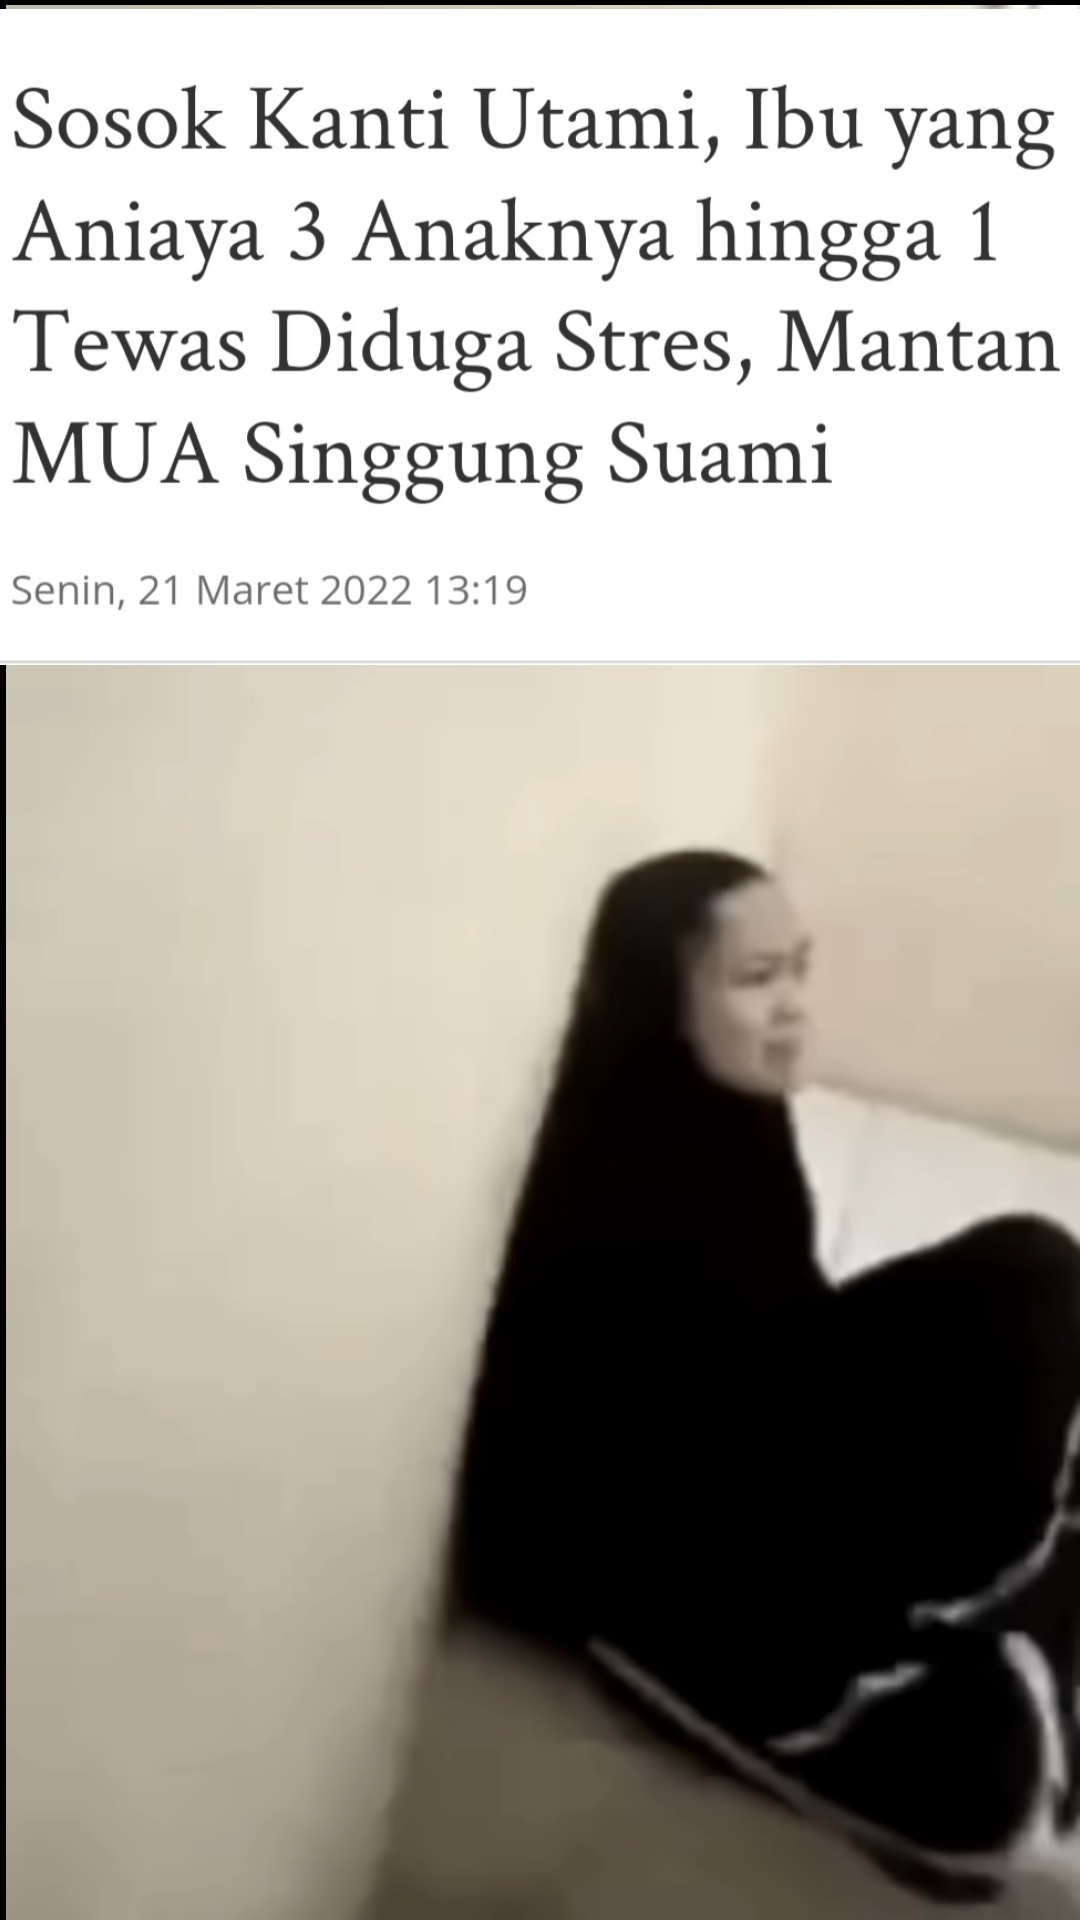 Sosok Kanti Utami, Ibu yang
Aniaya 3 Anaknya hingga 1
Tewas Diduga Stres, Mantan
MUA Singgung Suami
Senin, 21 Maret 2022 13:19